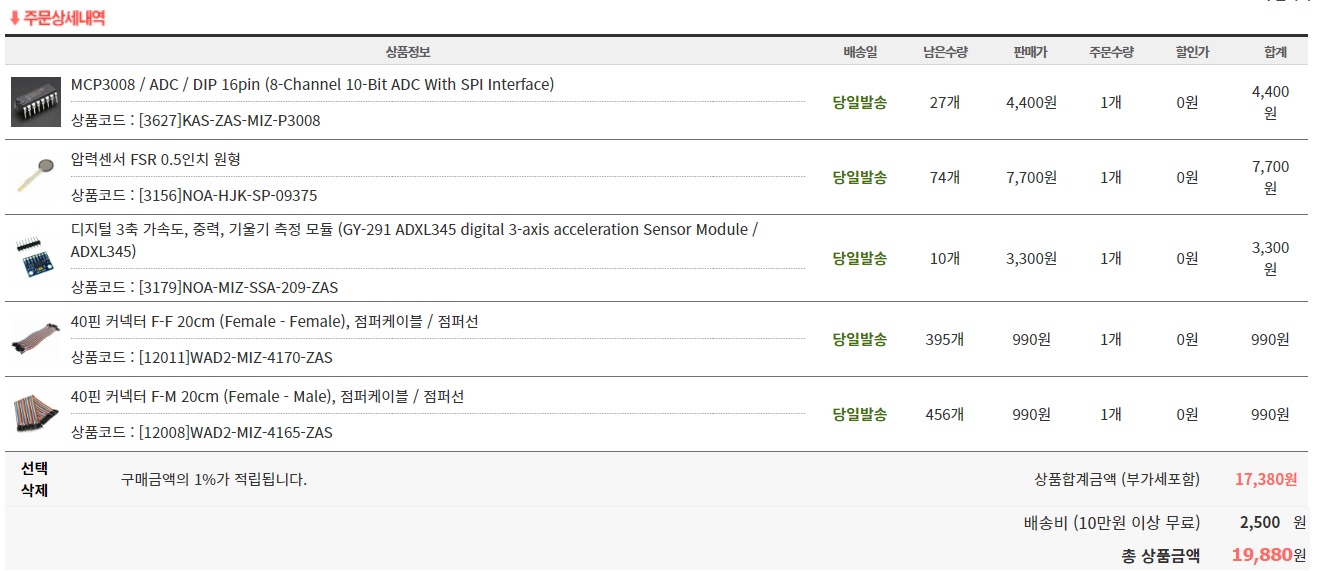 주문상세내역
상품정보 배송일 남은수량 판매가 주문수량 할인가 합계
MCP3008 / ADC / DIP 16pin (8-Channel 10-Bit ADC With SPI Interface)
상품코드 : [3627]KAS-ZAS-MIZ-P3008
당일발송 27개 4,400원 1개 0원 4,400
원
압력센서 FSR 0.5인치 원형
상품코드 : [3156]NOA-HJK-SP-09375
당일발송 74개 7,700원 1개 0원 7,700
원
디지털 3축 가속도, 중력, 기울기 측정 모듈 (GY-291 ADXL345 digital 3-axis acceleration Sensor Module /
ADXL345)
상품코드 : [3179]NOA-MIZ-SSA-209-ZAS
당일발송 10개 3,300원 1개 0원 3,300
원
40핀 커넥터 F-F 20cm (Female - Female), 점퍼케이블 / 점퍼선
상품코드 : [12011]WAD2-MIZ-4170-ZAS
당일발송 395개 990원 1개 0원 990원
40핀 커넥터 F-M 20cm (Female - Male), 점퍼케이블 / 점퍼선
상품코드 : [12008]WAD2-MIZ-4165-ZAS
당일발송 456개 990원 1개 0원 990원
선택
삭제
구매금액의 1%가 적립됩니다.
상품합계금액 (부가세포함) 17,380원
배송비 (10만원 이상 무료) 2,500 원
총 상품금액 19,880원